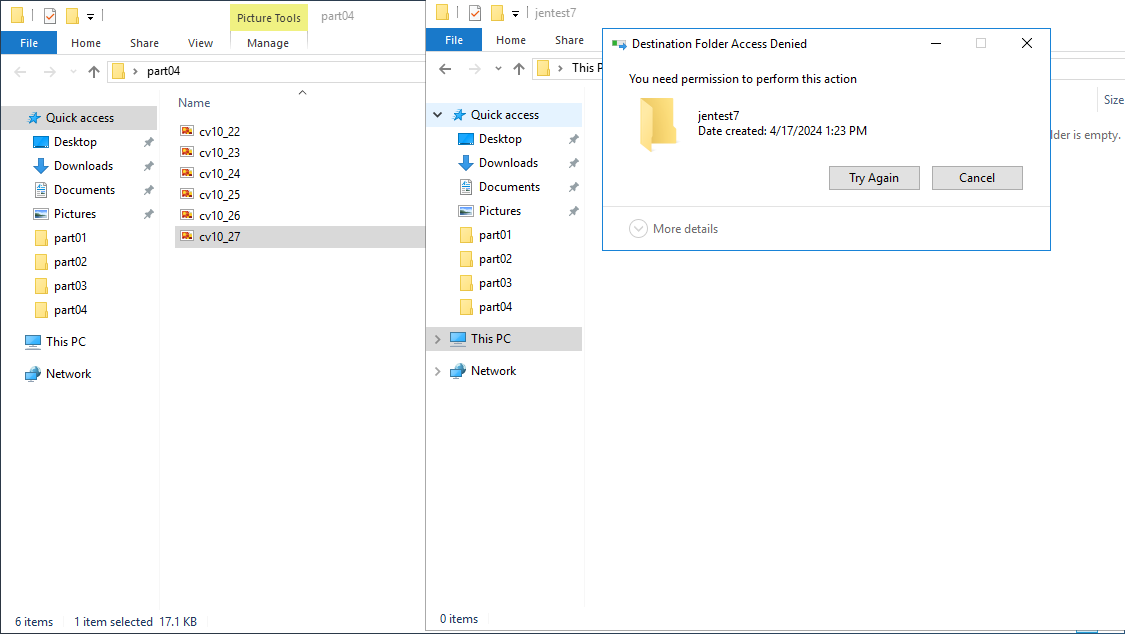 Picture Tools
part04
File
Home
Share
View
Manage
part04
Quick access
Desktop
Downloads
Documents
Pictures
part01
part02
part03
part04
This PC
Network
Name
cv10_22
cv10_23
cv10_24
cv10_25
cv10_26
cv10_27
6 items
1 item selected 17.1 KB
jentest7
File
Home
Share
This P
Quick access
Desktop
Downloads
Documents
Pictures
part01
part02
part03
part04
This PC
Network
Size
lder is empty.
0 items
Destination Folder Access Denied
You need permission to perform this action
jentest7
Date created: 4/17/2024 1:23 PM
Try Again
Cancel
More details